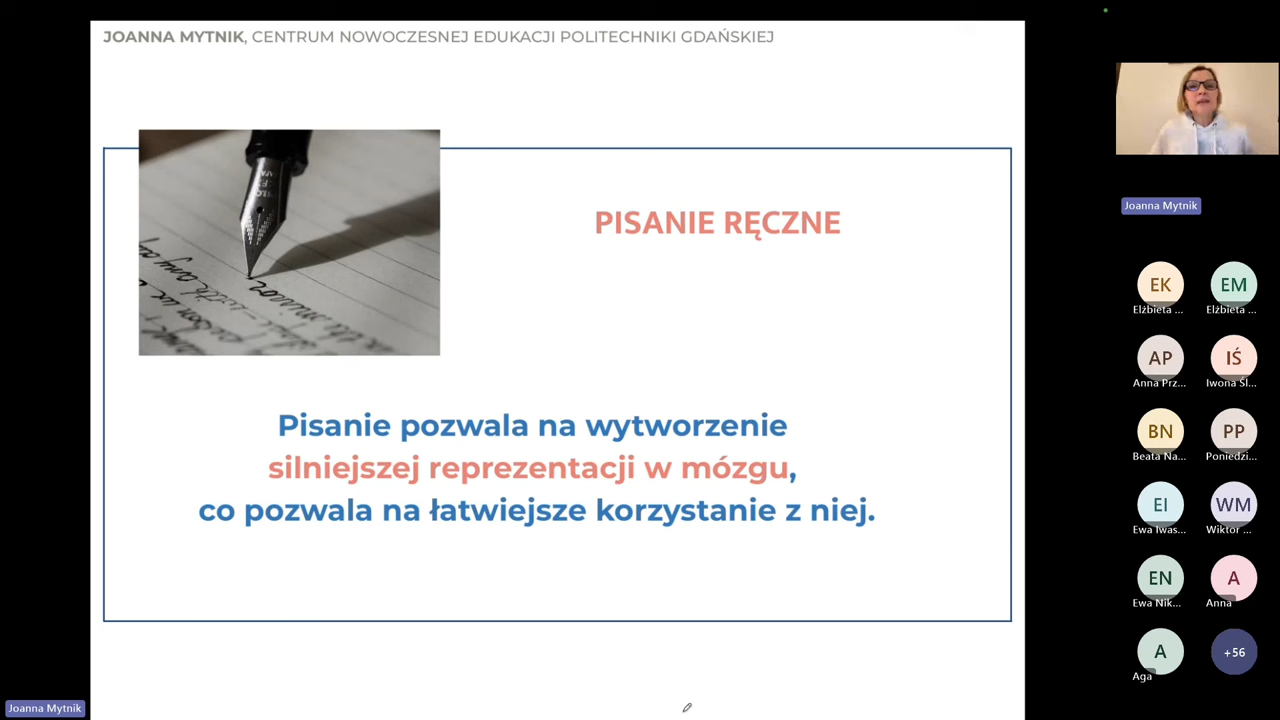 JOANNA MYTNIK, CENTRUM NOWOCZESNEJ EDUKACJI POLITECHNIKI GDAŃSKIEJ
PISANIE RĘCZNE
Pisanie pozwala na wytworzenie
silniejszej reprezentacji w mózgu,
co pozwala na łatwiejsze korzystanie z niej.
Joanna Mytnik
Joanna Mytnik
EK
EM
Elżbieta ...
Elżbieta ...
AP
IŚ
Anna Prz...
Iwona Śl...
BN
PP
Beata Na...
Poniedzi...
EI
WM
Ewa Iwas...
Wiktor ...
EN
A
Ewa Nik...
Anna
A
+56
Aga